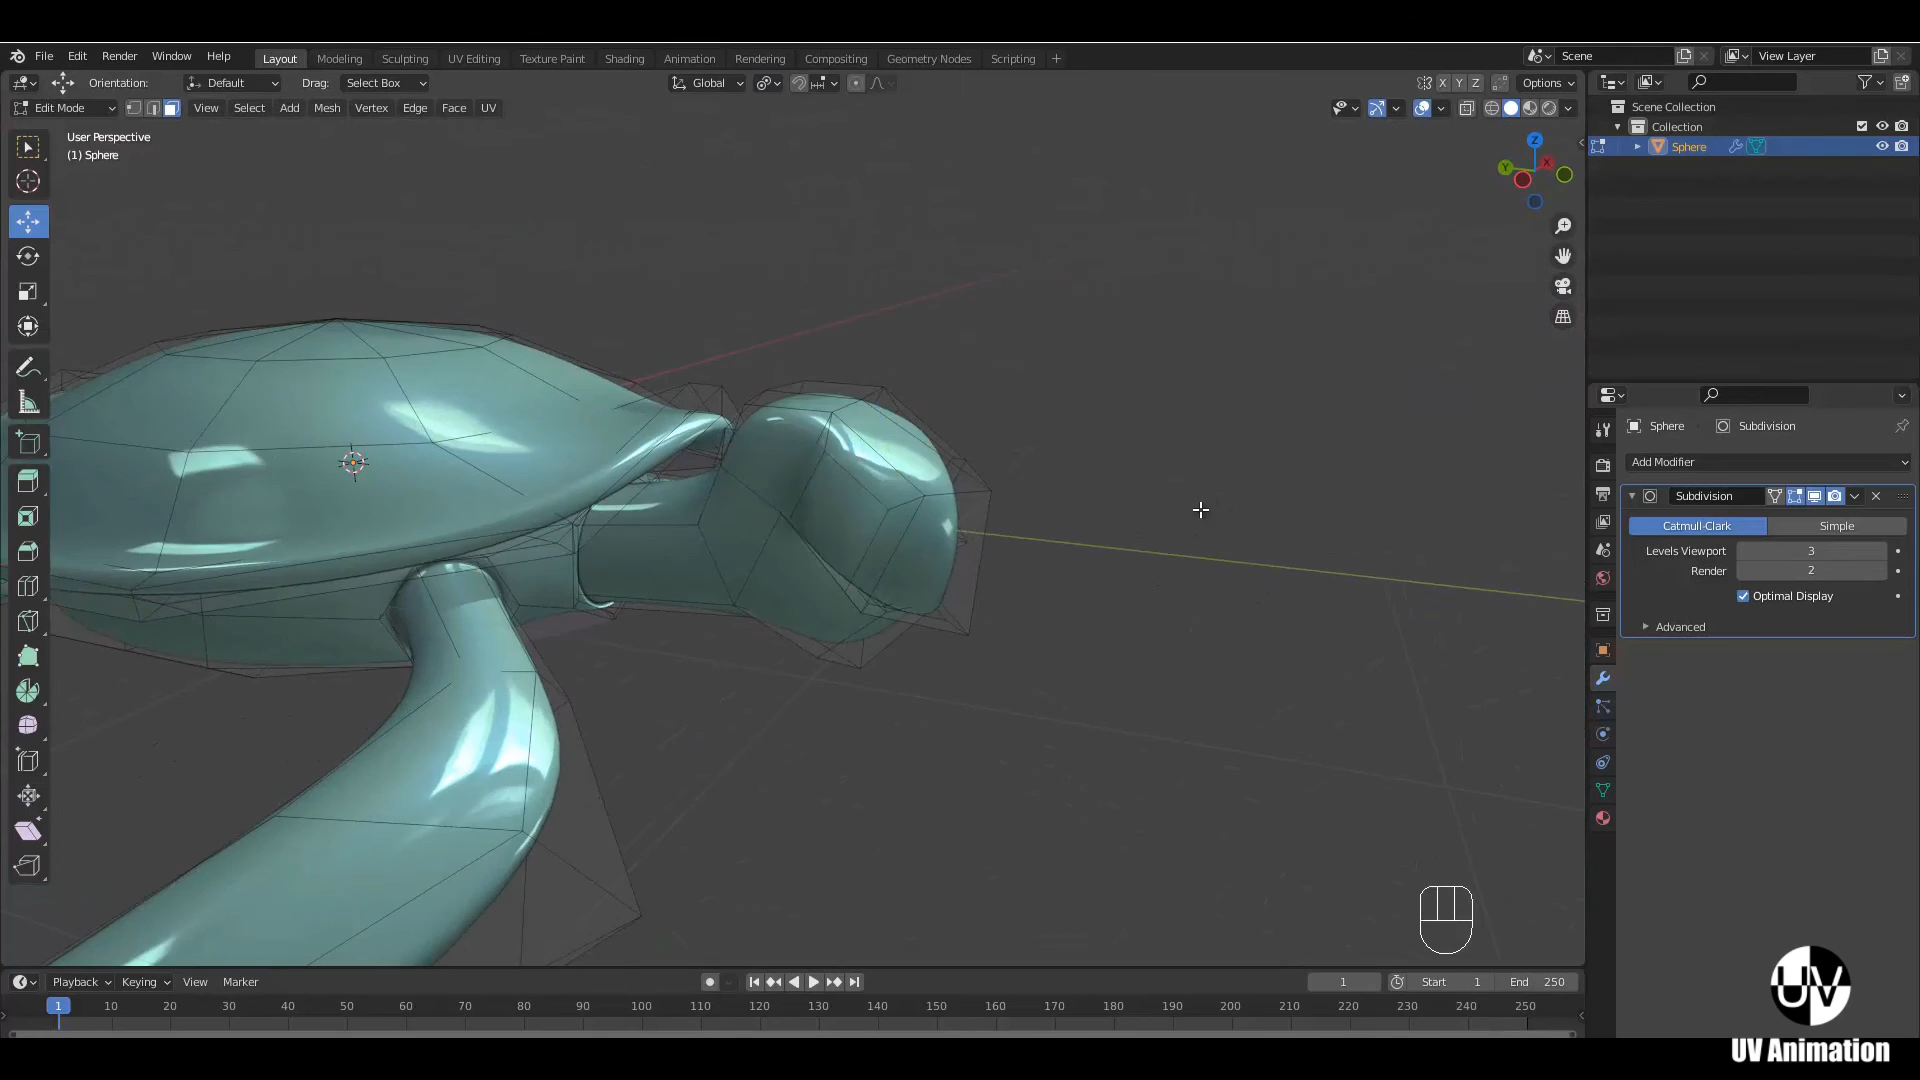 File Edit Render Window Help Layout Modeling Sculpting UV Editing Texture Paint Shading Animation Rendering Compositing Geometry Nodes Scripting + Scene View Layer
Orientation: Default Drag: Select Box Global X Y Z Options
Edit Mode View Select Add Mesh Vertex Edge Face UV
User Perspective
(1) Sphere
Z
Y
X
Scene Collection
Collection
Sphere
Sphere Subdivision
Add Modifier
Subdivision
Catmull-Clark Simple
Levels Viewport 3
Render 2
Optimal Display
Advanced
Playback Keying View Marker 1 Start 1 End 250
1 10 20 30 40 50 60 70 80 90 100 110 120 130 140 150 160 170 180 190 200 210 220 230 240 250
UV
UV Animation